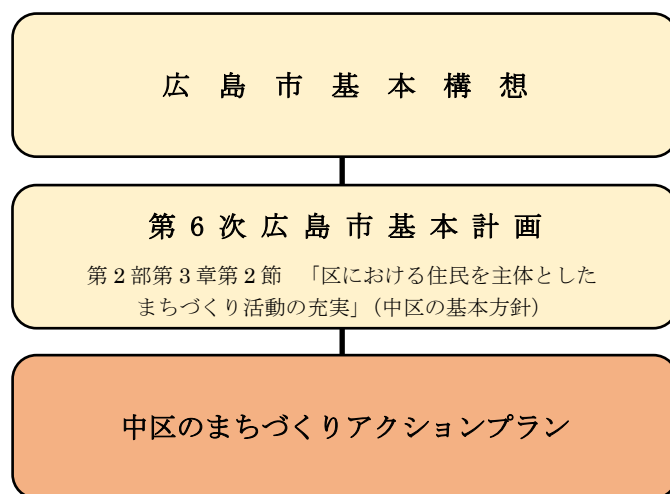 広島市基本構想
第6次広島市基本計画
第2部第3章第2節 「区における住民を主体とした
まちづくり活動の充実」（中区の基本方針）
中区のまちづくりアクションプラン